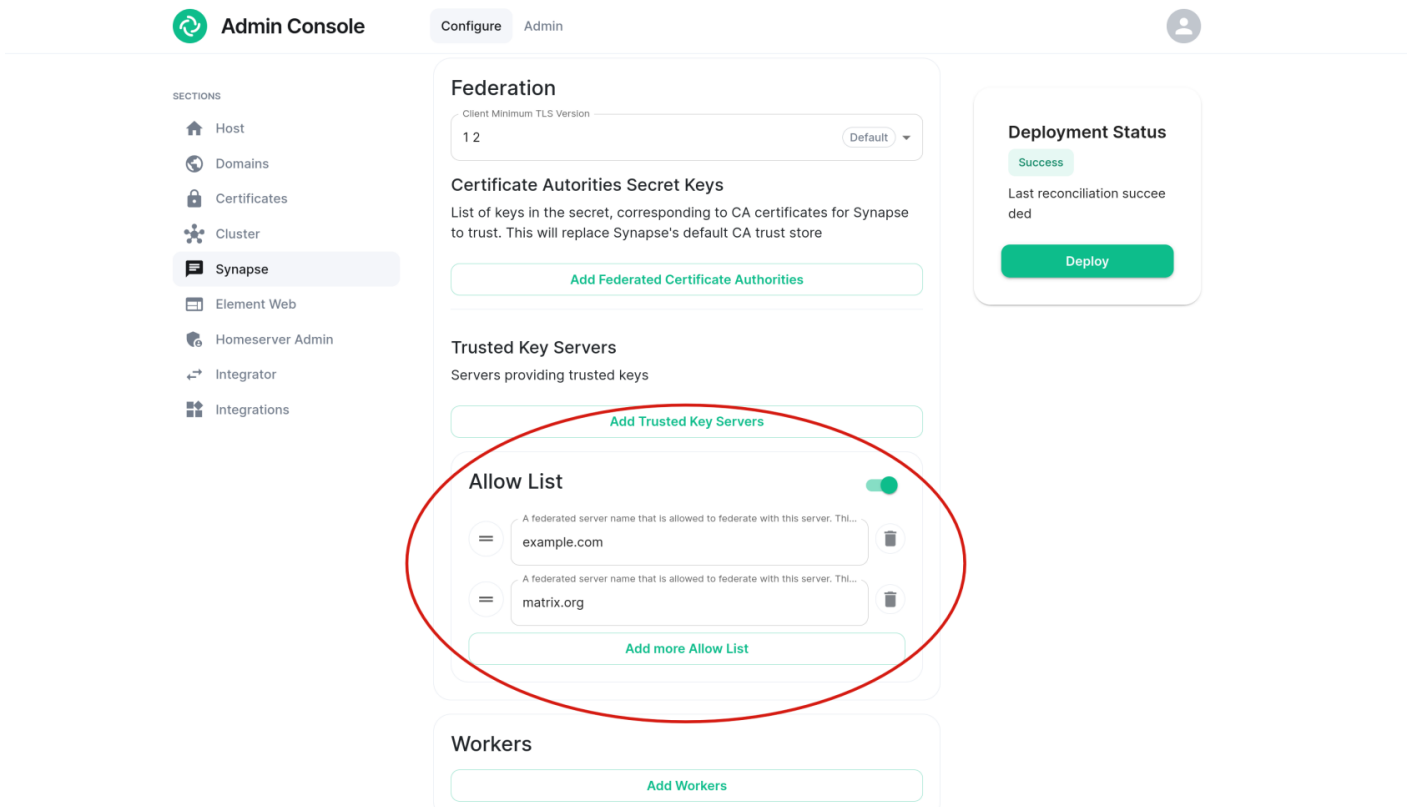 Admin Console
Configure
Admin
SECTIONS
Host
Domains
Certificates
Cluster
Synapse
Element Web
Homeserver Admin
Integrator
Integrations
Federation
Client Minimum TLS Version
1 2
Default
Certificate Autorities Secret Keys
List of keys in the secret, corresponding to CA certificates for Synapse
to trust. This will replace Synapse's default CA trust store
Add Federated Certificate Authorities
Trusted Key Servers
Servers providing trusted keys
Add Trusted Key Servers
Allow List
A federated server name that is allowed to federate with this server. Thi...
example.com
A federated server name that is allowed to federate with this server. Thi...
matrix.org
Add more Allow List
Workers
Add Workers
Deployment Status
Success
Last reconciliation succee
ded
Deploy